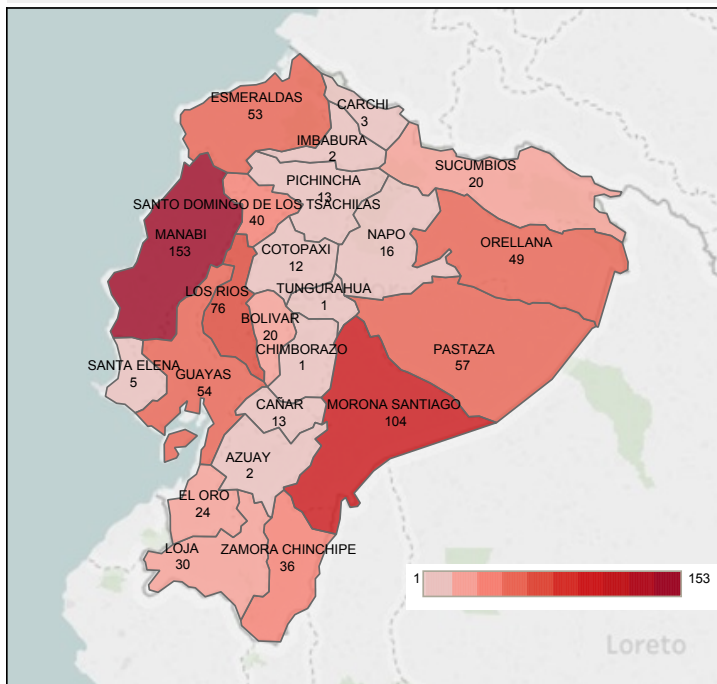 ESMERALDAS
53
CARCHI
3
IMBABURA
2
SUCUMBIOS
20
PICHINCHA
13
SANTO DOMINGO DE LOS TSACHILAS
40
MANABI
153
NAPO
16
ORELLANA
49
COTOPAXI
12
TUNGURAHUA
1
LOS RIOS
76
BOLIVAR
20
CHIMBORAZO
1
PASTAZA
57
SANTA ELENA
5
GUAYAS
54
MORONA SANTIAGO
104
CAÑAR
13
AZUAY
2
EL ORO
24
LOJA
30
ZAMORA CHINCHIPE
36
1
153
Loreto